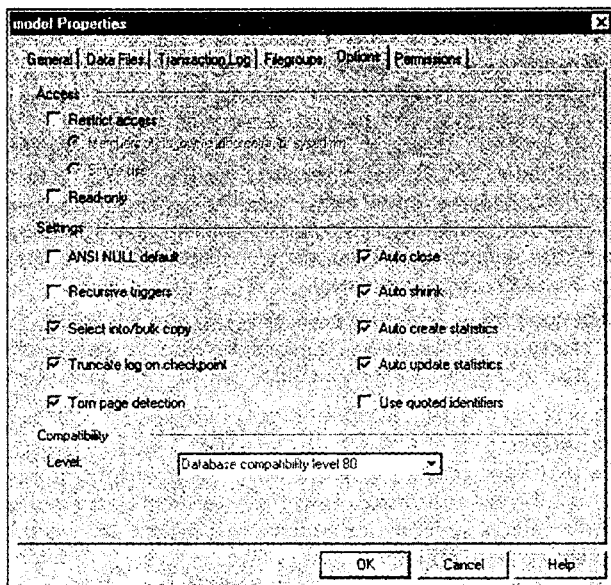 model Properties
General Data Files Transaction Log Filegroups Options Permissions
Access
Restrict access
Single user
Read-only
Settings
ANSI NULL default
Auto close
Recursive triggers
Auto shrink
Select into/bulk copy
Auto create statistics
Truncate log on checkpoint
Auto update statistics
Torn page detection
Use quoted identifiers
Compatibility
Level:
Database compatibility level 80
OK Cancel Help